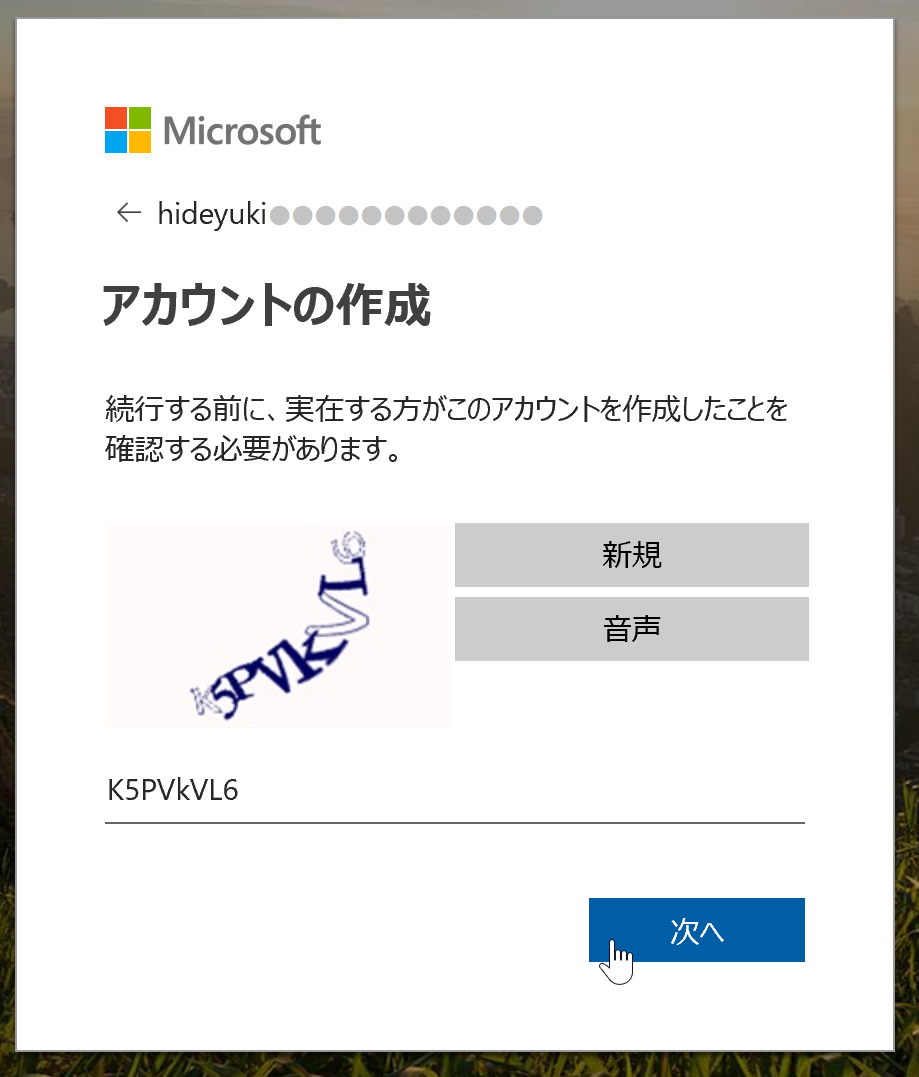 Microsoft
← hideyuki●●●●●●●●●●●●
アカウントの作成
続行する前に、実在する方がこのアカウントを作成したことを
確認する必要があります。
K5PVKVL6
新規
音声
K5PVkVL6
次へ